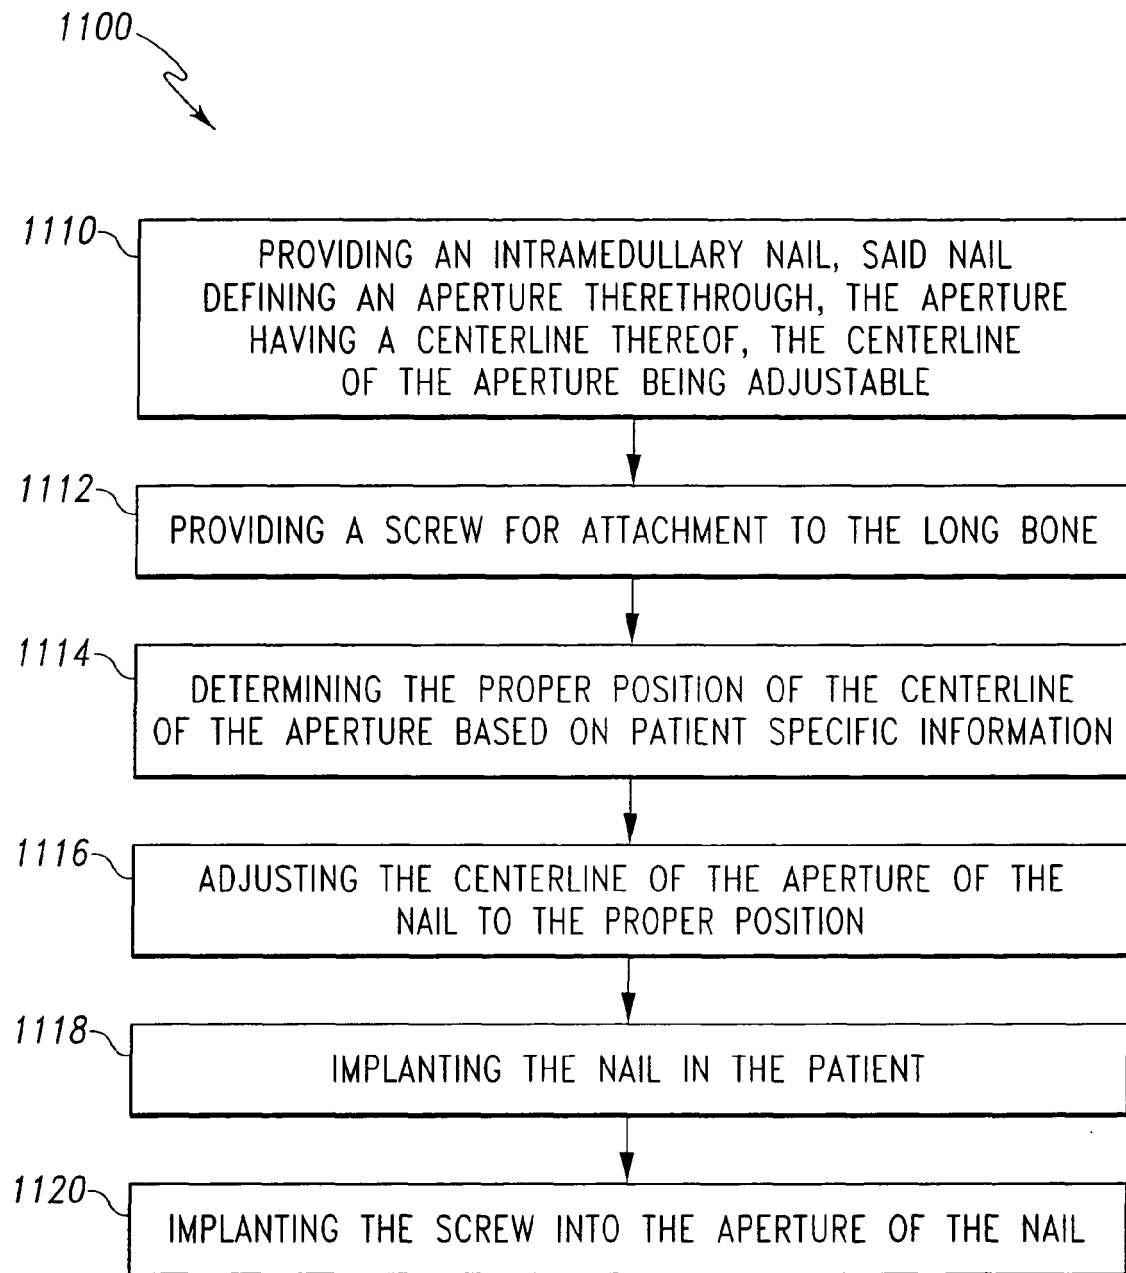 1100
1110
PROVIDING AN INTRAMEDULLARY NAIL, SAID NAIL
DEFINING AN APERTURE THERETHROUGH, THE APERTURE
HAVING A CENTERLINE THEREOF, THE CENTERLINE
OF THE APERTURE BEING ADJUSTABLE
1112
PROVIDING A SCREW FOR ATTACHMENT TO THE LONG BONE
1114
DETERMINING THE PROPER POSITION OF THE CENTERLINE
OF THE APERTURE BASED ON PATIENT SPECIFIC INFORMATION
1116
ADJUSTING THE CENTERLINE OF THE APERTURE OF THE
NAIL TO THE PROPER POSITION
1118
IMPLANTING THE NAIL IN THE PATIENT
1120
IMPLANTING THE SCREW INTO THE APERTURE OF THE NAIL